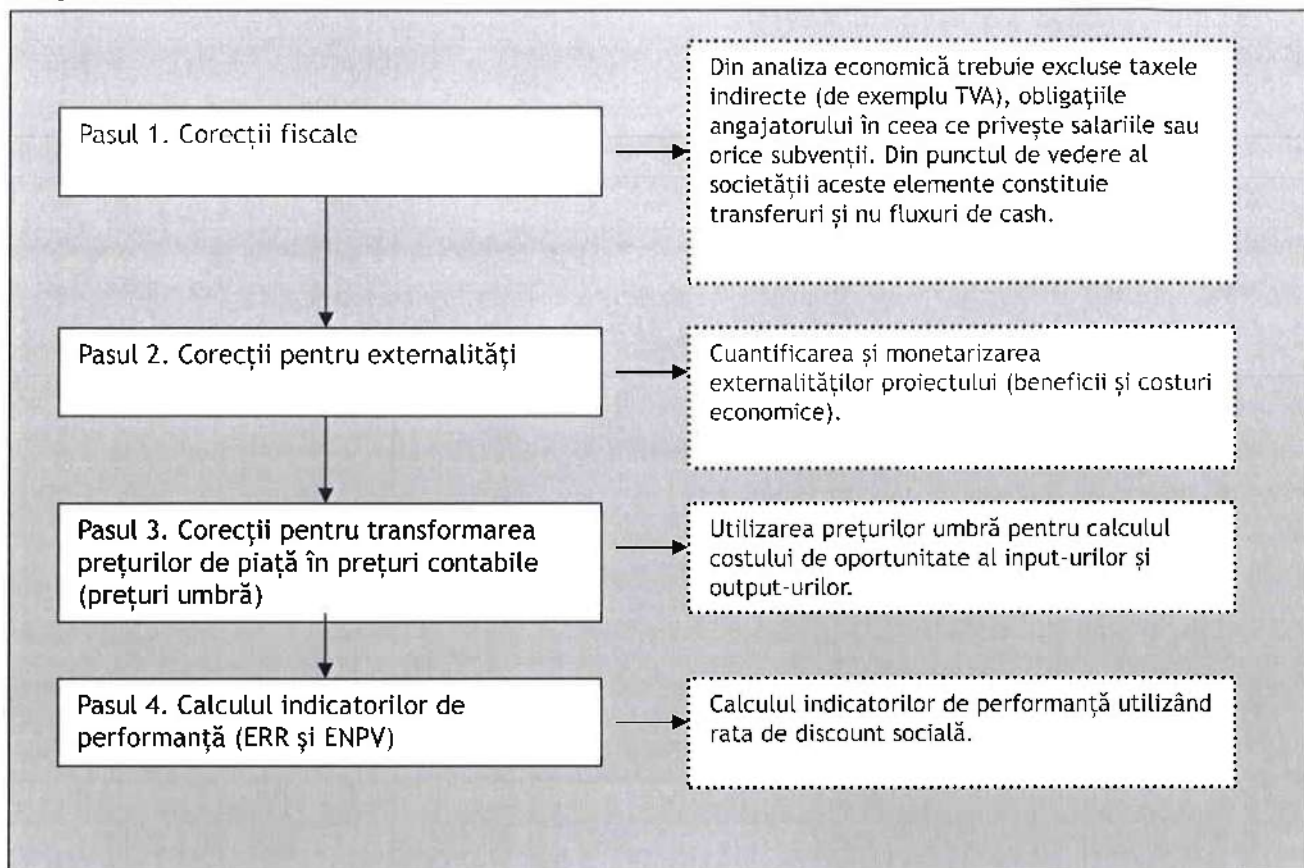 Pasul 1. Corecții fiscale
Din analiza economică trebuie excluse taxele
indirecte (de exemplu TVA), obligațiile
angajatorului în ceea ce privește salariile sau
orice subvenții. Din punctul de vedere al
societății aceste elemente constituie
transferuri și nu fluxuri de cash.
Pasul 2. Corecții pentru externalități
Cuantificarea și monetarizarea
externalităților proiectului (beneficii și costuri
economice).
Pasul 3. Corecții pentru transformarea
prețurilor de piață în prețuri contabile
(prețuri umbră)
Utilizarea prețurilor umbră pentru calculul
costului de oportunitate al input-urilor și
output-urilor.
Pasul 4. Calculul indicatorilor de
performanță (ERR și ENPV)
Calculul indicatorilor de performanță utilizând
rata de discount socială.